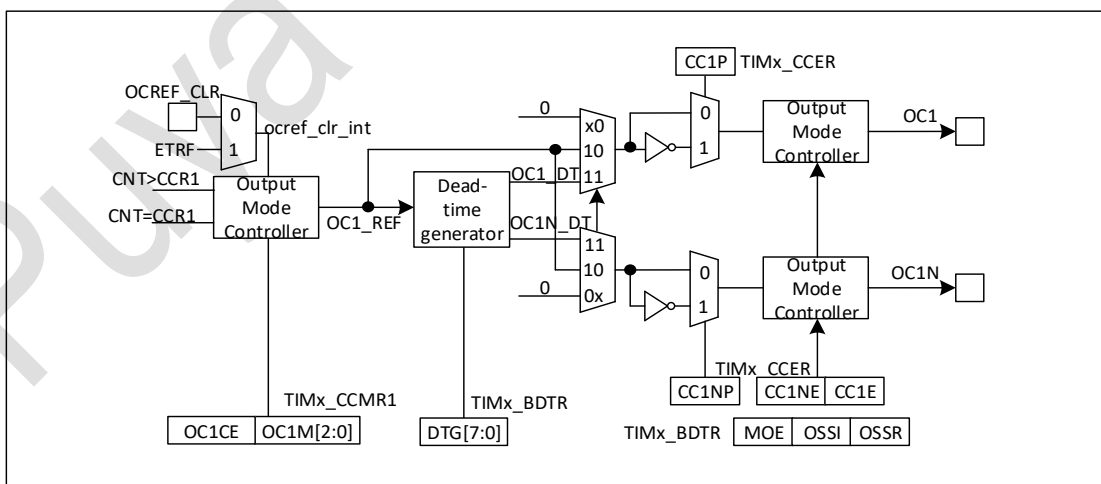 CC1P
TIMx_CCER
OCREF_CLR
0
ocref_clr_int
ETRF
1
CNT>CCR1
CNT=CCR1
Output
Mode
Controller
OC1_REF
Dead-
time
generator
OC1_DT
OC1N_DT
0
x0
10
11
11
10
0x
0
0
1
0
1
Output
Mode
Controller
OC1
Output
Mode
Controller
OC1N
TIMx_CCER
CC1NP
CC1NE
CC1E
TIMx_CCMR1
OC1CE
OC1M[2:0]
TIMx_BDTR
DTG[7:0]
TIMx_BDTR
MOE
OSSI
OSSR
Puya